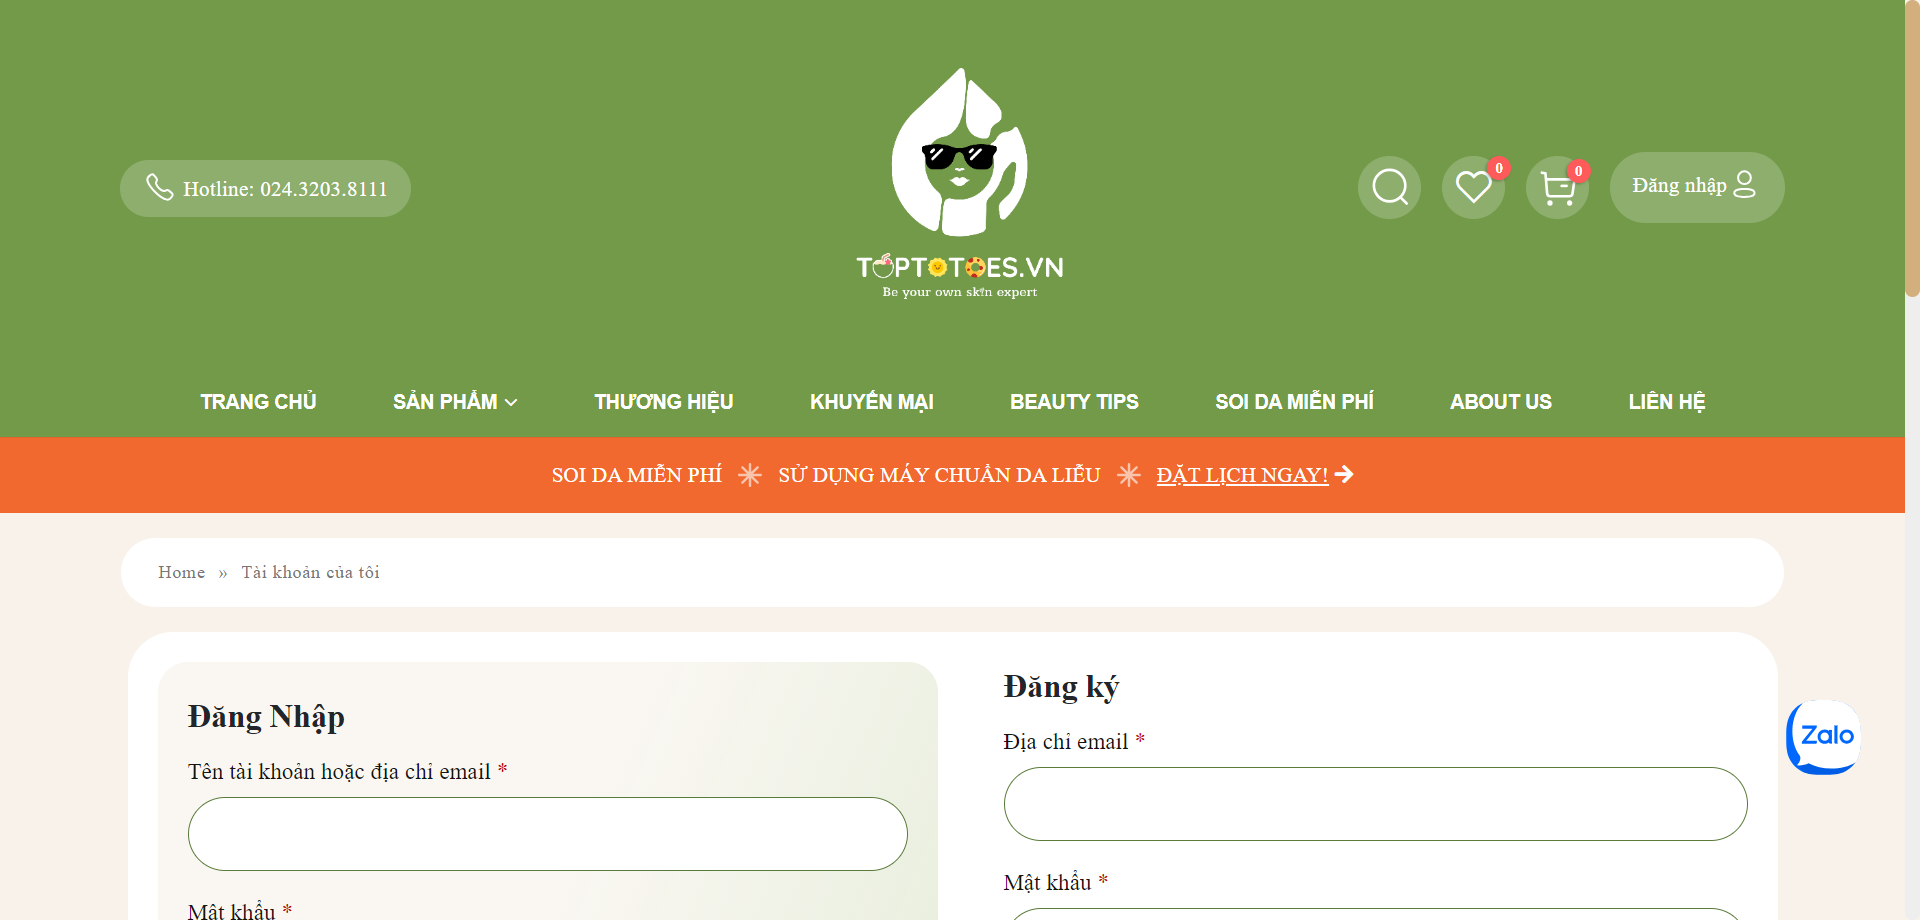 Hotline: 024.3203.8111
TOPTOTOES.VN
Be your own skin expert
0
0
Đăng nhập
TRANG CHỦ SẢN PHẨM THƯƠNG HIỆU KHUYẾN MẠI BEAUTY TIPS SOI DA MIỄN PHÍ ABOUT US LIÊN HỆ
SOI DA MIỄN PHÍ SỬ DỤNG MÁY CHUẨN DA LIỄU ĐẶT LỊCH NGAY!
Home » Tài khoản của tôi
Đăng Nhập
Tên tài khoản hoặc địa chỉ email *
Mật khẩu *
Đăng ký
Địa chỉ email *
Mật khẩu *
Zalo